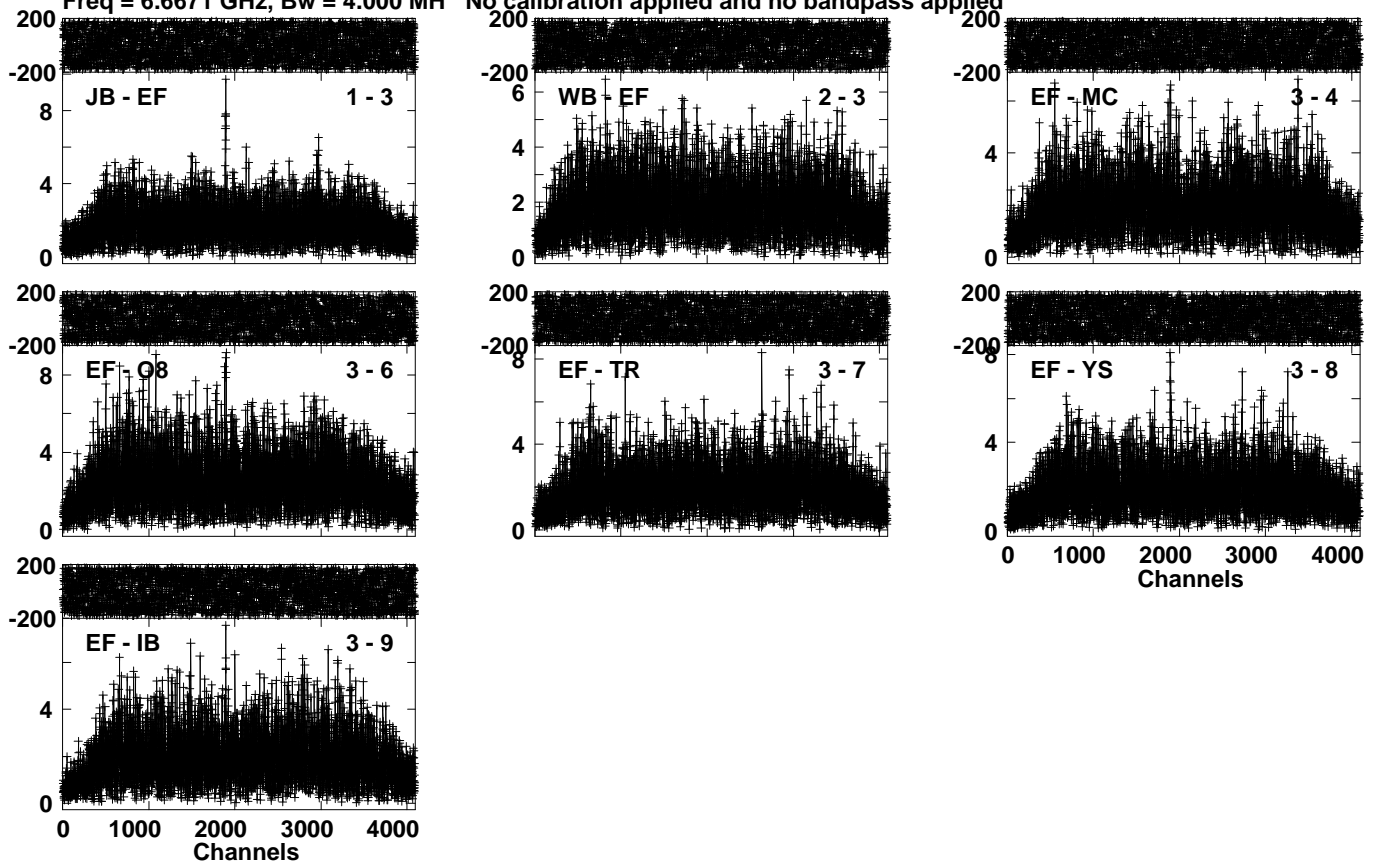 Freq = 6.6671 GHz, Bw = 4.000 MH No calibration applied and no bandpass applied
200
-200
JB - EF 1 - 3
8
4
0
200
-200
WB - EF 2 - 3
6
4
2
0
200
-200
EF - MC 3 - 4
4
0
200
-200
EF - O8 3 - 6
8
4
0
200
-200
EF - TR 3 - 7
8
4
0
200
-200
EF - YS 3 - 8
8
4
0
0 1000 2000 3000 4000
Channels
200
-200
EF - IB 3 - 9
4
0
0 1000 2000 3000 4000
Channels